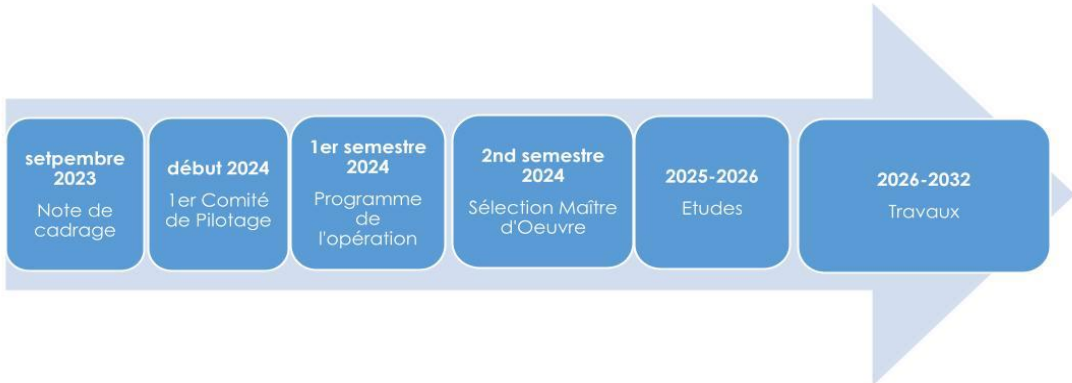 setpembre
2023
Note de
cadrage
début 2024
1er Comité
de Pilotage
1er semestre
2024
Programme
de
l'opération
2nd semestre
2024
Sélection Maître
d'Oeuvre
2025-2026
Etudes
2026-2032
Travaux